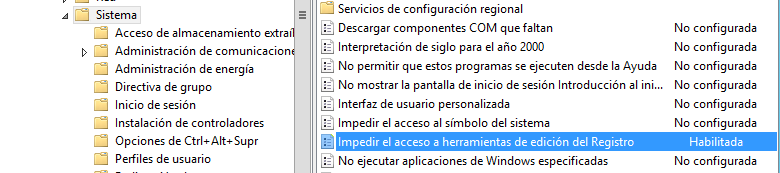 Sistema
Acceso de almacenamiento extraí
Administración de comunicacione
Administración de energía
Directiva de grupo
Inicio de sesión
Instalación de controladores
Opciones de Ctrl+Alt+Supr
Perfiles de usuario
Servicios de configuración regional
Descargar componentes COM que faltan No configurada
Interpretación de siglo para el año 2000 No configurada
No permitir que estos programas se ejecuten desde la Ayuda No configurada
No mostrar la pantalla de inicio de sesión Introducción al ini... No configurada
Interfaz de usuario personalizada No configurada
Impedir el acceso al símbolo del sistema No configurada
Impedir el acceso a herramientas de edición del Registro Habilitada
No ejecutar aplicaciones de Windows especificadas No configurada